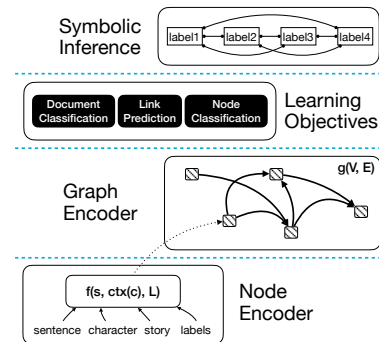 Symbolic
Inference
label1 label2 label3 label4
Document
Classification
Link
Prediction
Node
Classification
Learning
Objectives
Graph
Encoder
g(V, E)
f(s, ctx(c), L)
sentence character story labels
Node
Encoder